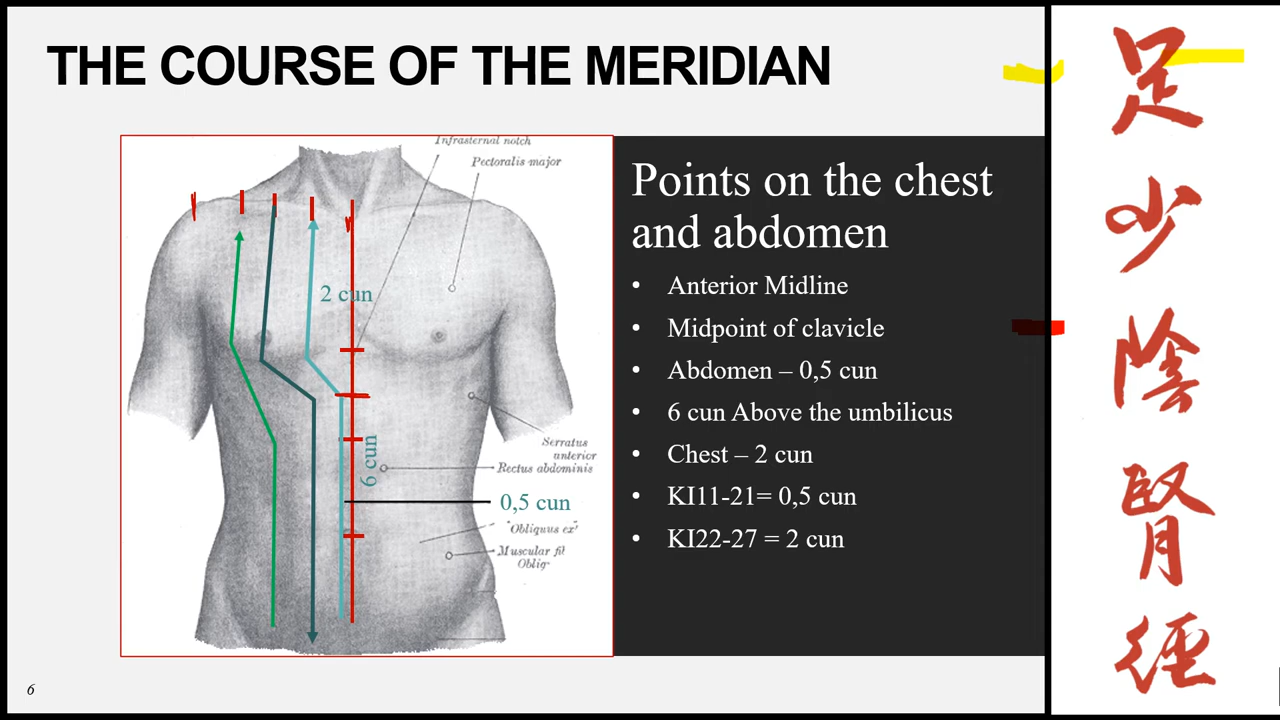 THE COURSE OF THE MERIDIAN
Infrasternal notch
Pectoralis major
2 cun
6 cun
Serratus
anterior
Rectus abdominis
0,5 cun
Obliquus ex
Muscular fil
Obliq
Points on the chest
and abdomen
• Anterior Midline
• Midpoint of clavicle
• Abdomen – 0,5 cun
• 6 cun Above the umbilicus
• Chest – 2 cun
• KI11-21= 0,5 cun
• KI22-27 = 2 cun
足
少
陰
腎
經
6